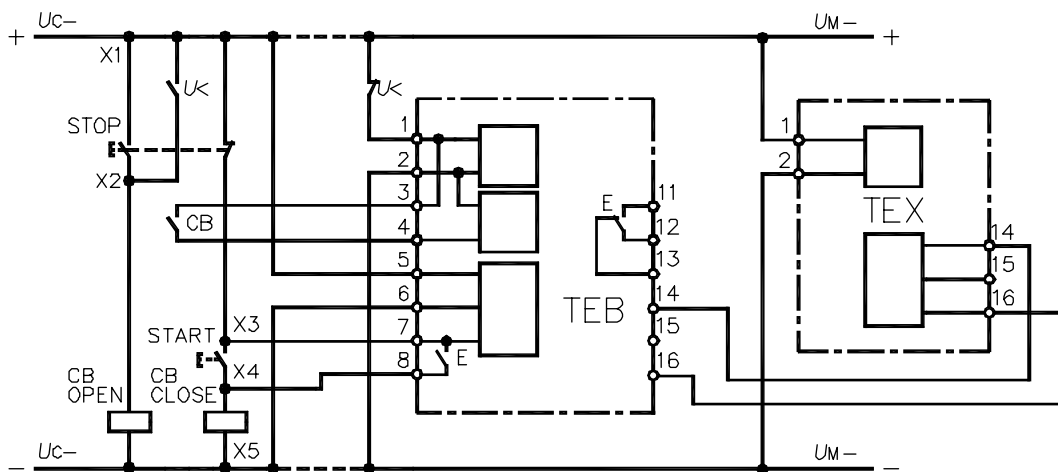 Uc– UM –
+ +
X1
U< U<
STOP
1
1
2
2
X2
3
11
CB
E
12
TEX
4
13
14
5
15
6
14
16
TEB
START X3
7
15
E
X4
8
16
CB CB
OPEN CLOSE
X5
– Uc– UM – –